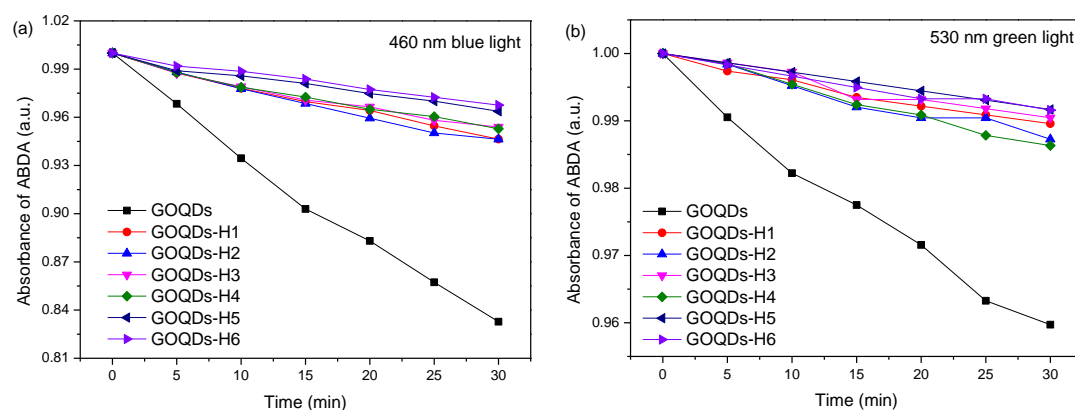 (a)
460 nm blue light
Absorbance of ABDA (a.u.)
1.02
0.99
0.96
0.93
0.90
0.87
0.84
0.81
GOQDs
GOQDs-H1
GOQDs-H2
GOQDs-H3
GOQDs-H4
GOQDs-H5
GOQDs-H6
0 5 10 15 20 25 30
Time (min)
(b)
530 nm green light
Absorbance of ABDA (a.u.)
1.00
0.99
0.98
0.97
0.96
GOQDs
GOQDs-H1
GOQDs-H2
GOQDs-H3
GOQDs-H4
GOQDs-H5
GOQDs-H6
0 5 10 15 20 25 30
Time (min)